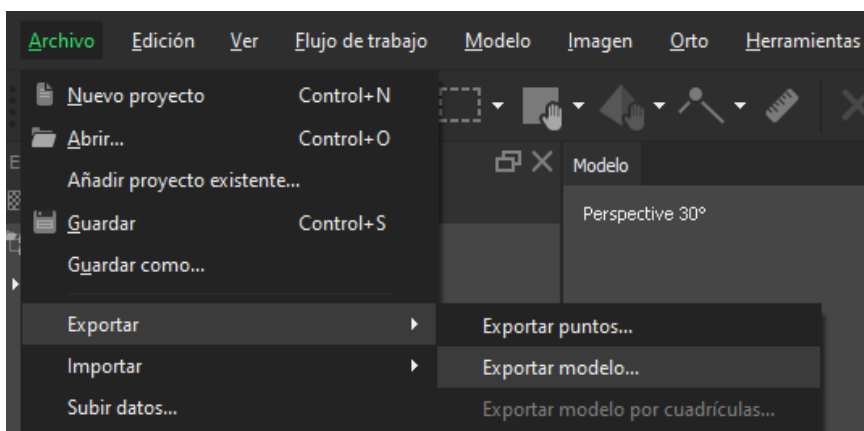 Archivo Edición Ver Flujo de trabajo Modelo Imagen Orto Herramientas
Nuevo proyecto Control+N
Abrir... Control+O
Añadir proyecto existente...
Guardar Control+S
Guardar como...
Exportar
Importar
Subir datos...
Exportar puntos...
Exportar modelo...
Exportar modelo por cuadrículas...
Modelo
Perspective 30°